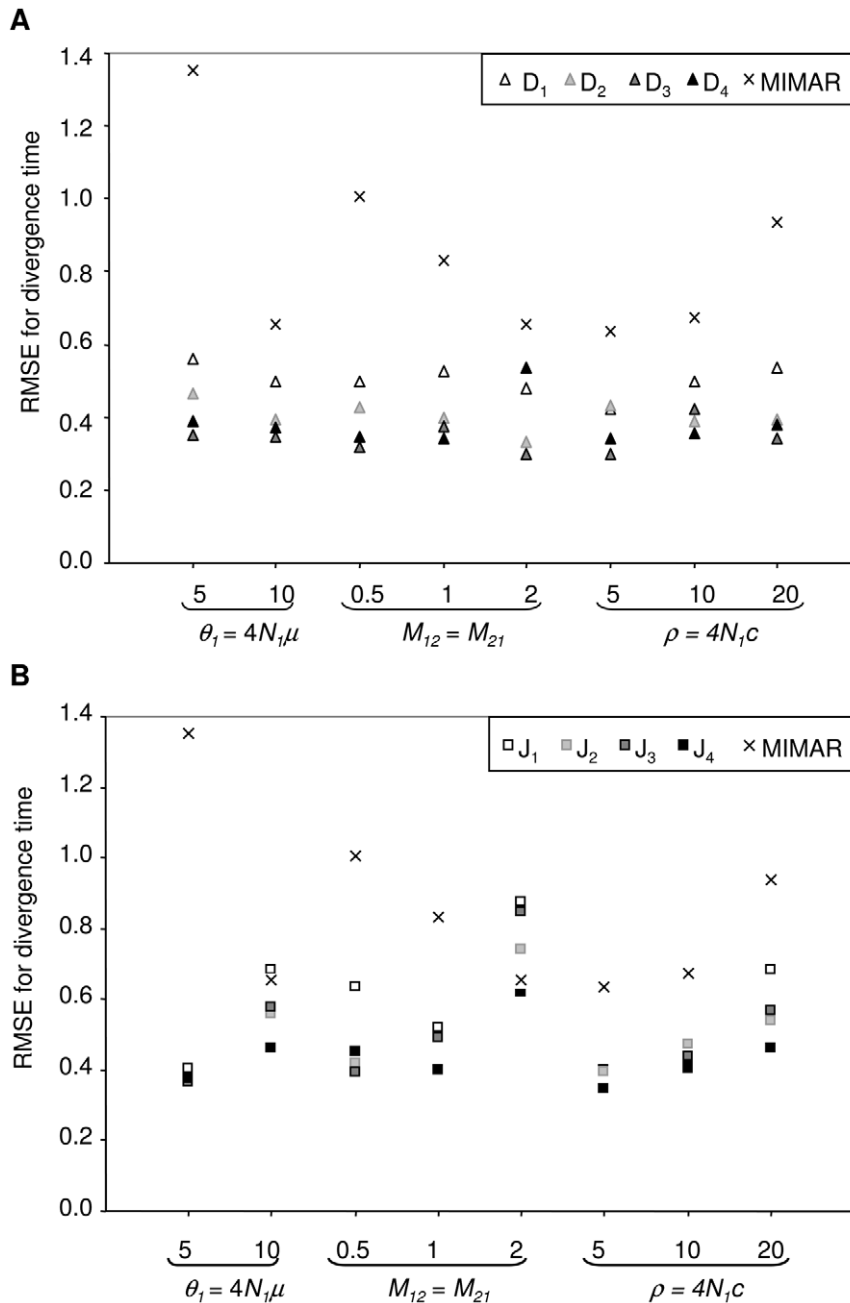 A
1.4
△ D₁ ▲ D₂ ▲ D₃ ▲ D₄ × MIMAR
1.2
1.0
0.8
0.6
0.4
0.2
0.0
RMSE for divergence time
5 10 0.5 1 2 5 10 20
θ₁ = 4N₁μ M₁₂ = M₂₁ ρ = 4N₁c
B
1.4
□ J₁ ■ J₂ ■ J₃ ■ J₄ × MIMAR
1.2
1.0
0.8
0.6
0.4
0.2
0.0
RMSE for divergence time
5 10 0.5 1 2 5 10 20
θ₁ = 4N₁μ M₁₂ = M₂₁ ρ = 4N₁c